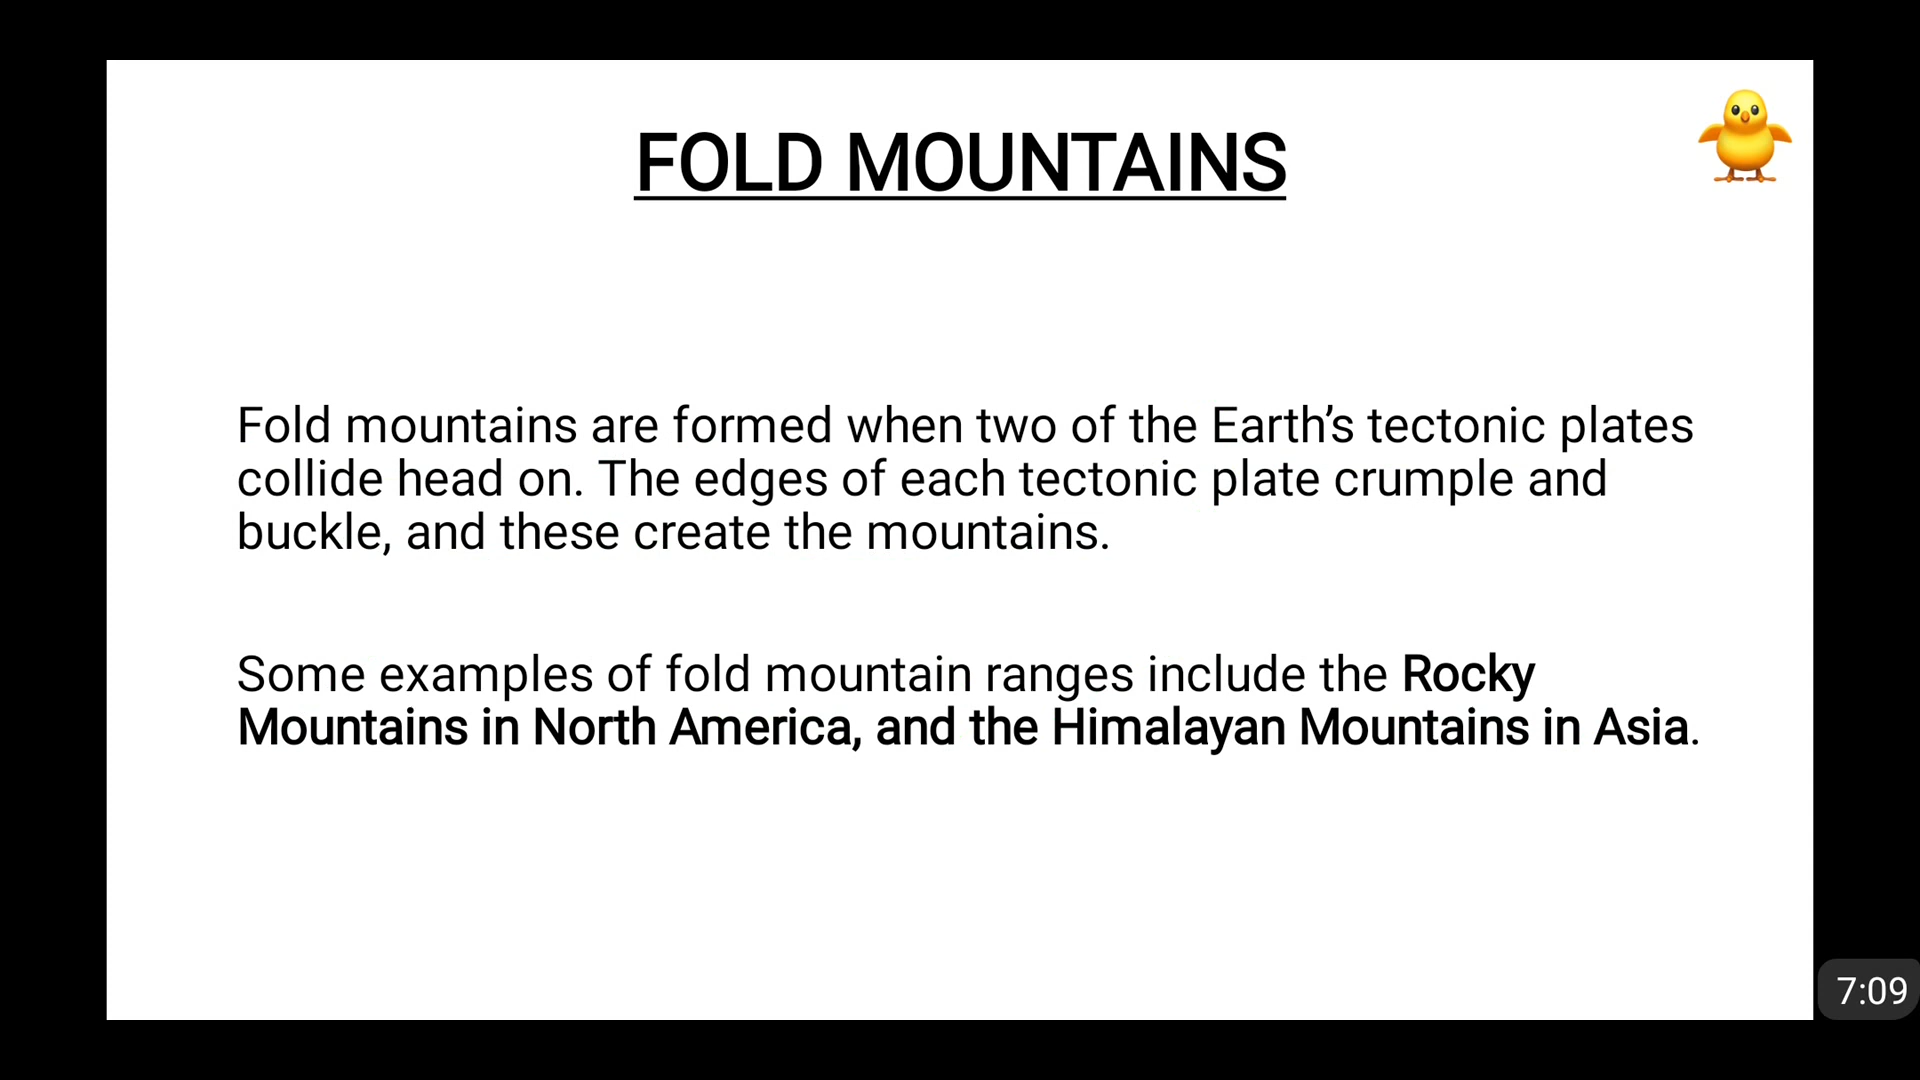 FOLD MOUNTAINS
Fold mountains are formed when two of the Earth’s tectonic plates
collide head on. The edges of each tectonic plate crumple and
buckle, and these create the mountains.
Some examples of fold mountain ranges include the Rocky
Mountains in North America, and the Himalayan Mountains in Asia.
7:09